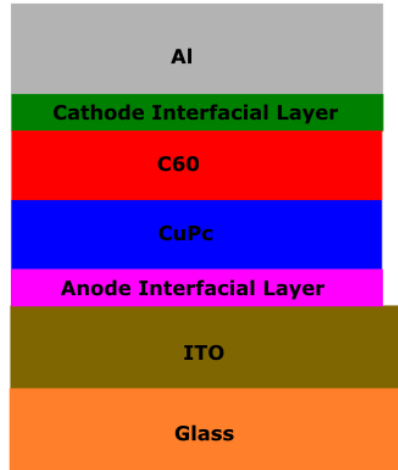 Al
Cathode Interfacial Layer
C60
CuPc
Anode Interfacial Layer
ITO
Glass